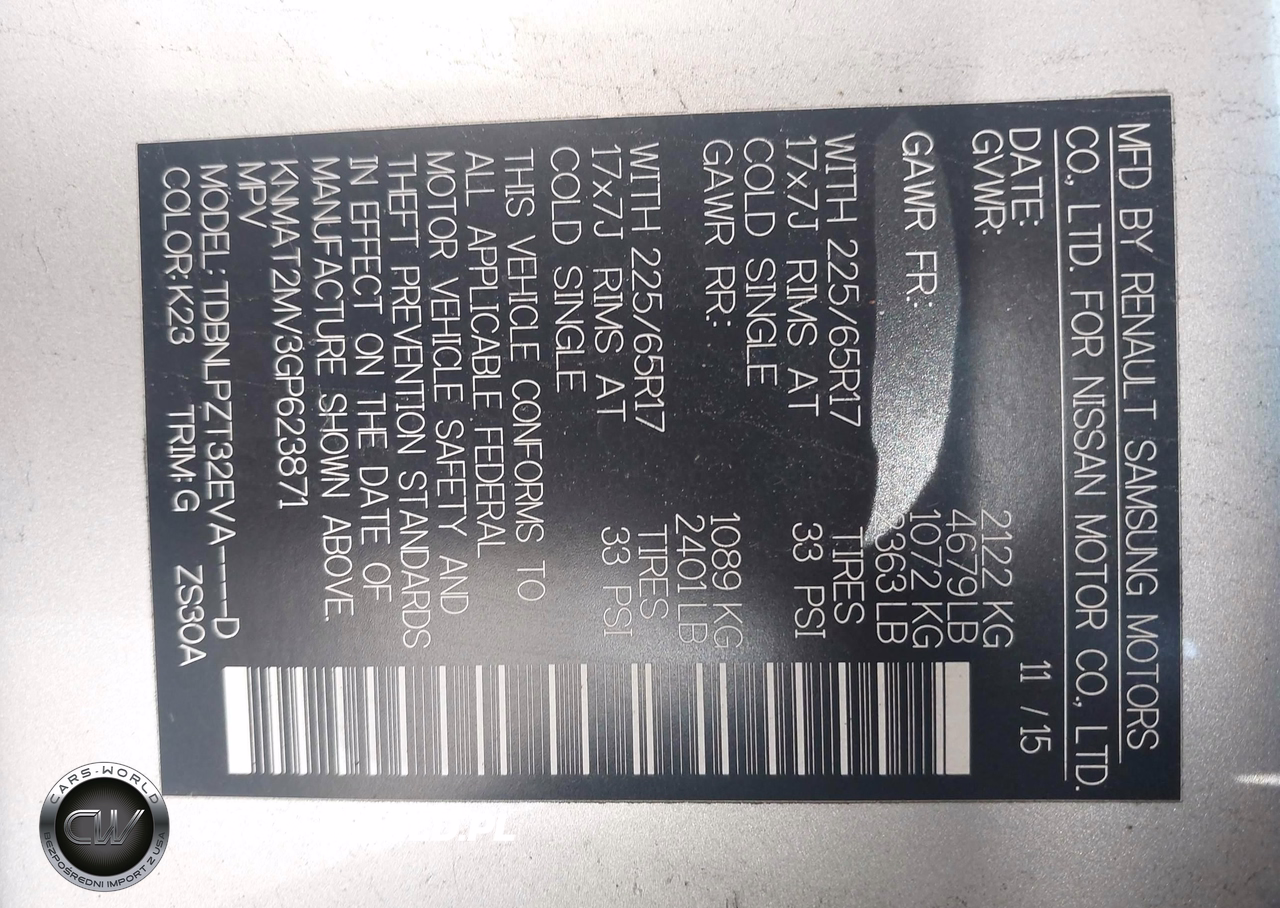 MFD BY RENAULT SAMSUNG MOTORS
CO., LTD. FOR NISSAN MOTOR CO., LTD.
DATE: 11 / 15
GVWR: 2122 KG
4679 LB
GAWR FR: 1072 KG
2363 LB
WITH 225/65R17 TIRES
17x7J RIMS AT 33 PSI
COLD SINGLE
GAWR RR: 1089 KG
2401 LB
WITH 225/65R17 TIRES
17x7J RIMS AT 33 PSI
COLD SINGLE
THIS VEHICLE CONFORMS TO
ALL APPLICABLE FEDERAL
MOTOR VEHICLE SAFETY AND
THEFT PREVENTION STANDARDS
IN EFFECT ON THE DATE OF
MANUFACTURE SHOWN ABOVE.
KNMAT2MV3GP623871
MPV
MODEL: TDBNLPZT32EVA-----D
COLOR:K23 TRIM:G ZS30A
CARS-WORLD
CW
BEZPOŚREDNI IMPORT Z USA